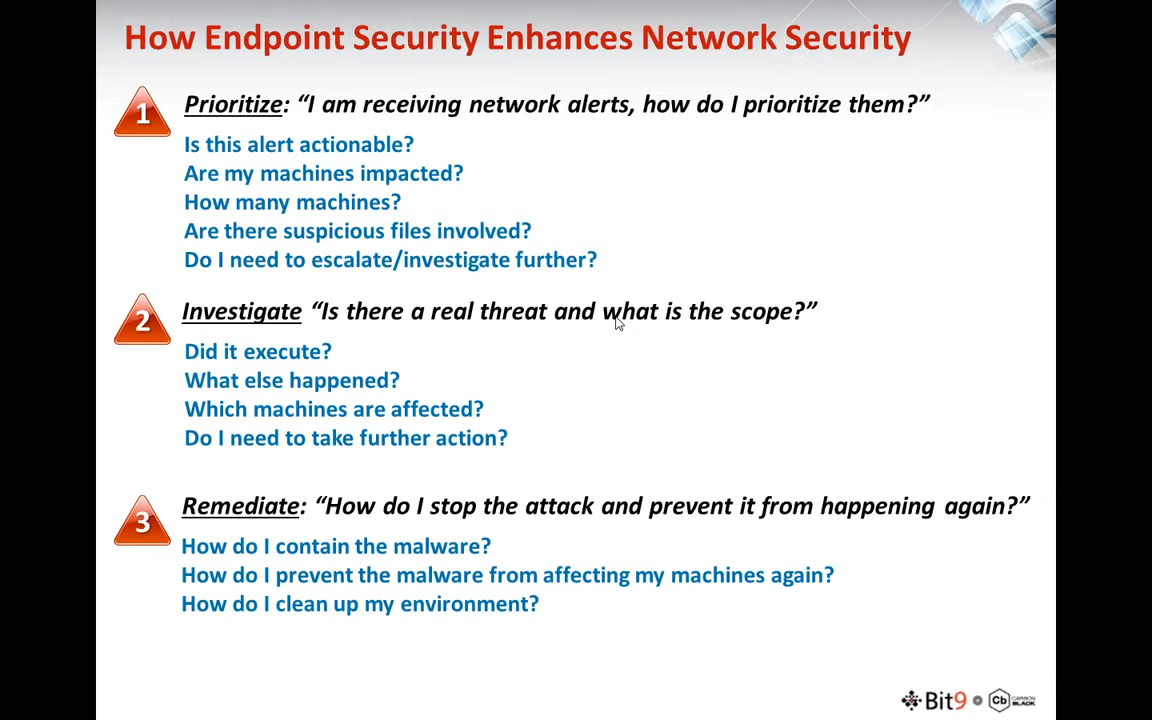 How Endpoint Security Enhances Network Security
1
Prioritize: “I am receiving network alerts, how do I prioritize them?”
Is this alert actionable?
Are my machines impacted?
How many machines?
Are there suspicious files involved?
Do I need to escalate/investigate further?
2
Investigate “Is there a real threat and what is the scope?”
Did it execute?
What else happened?
Which machines are affected?
Do I need to take further action?
3
Remediate: “How do I stop the attack and prevent it from happening again?”
How do I contain the malware?
How do I prevent the malware from affecting my machines again?
How do I clean up my environment?
Bit9
Cb
CARBON
BLACK